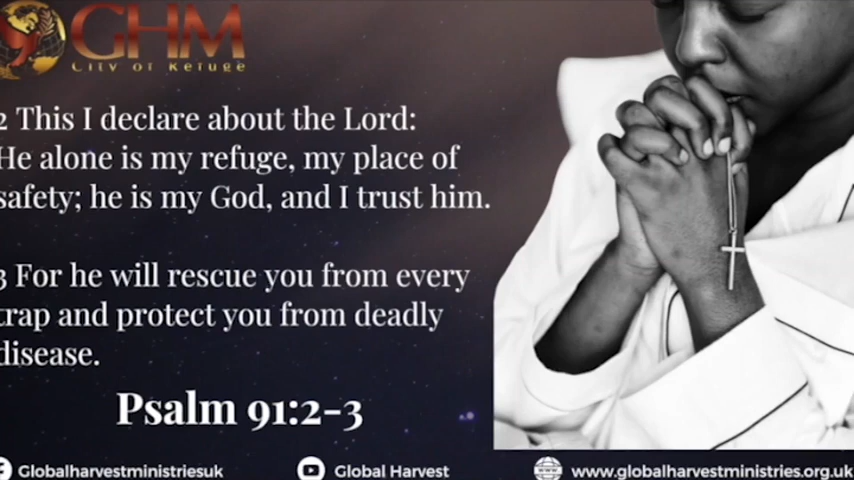 GHM
City of Refuge
2 This I declare about the Lord:
He alone is my refuge, my place of
safety; he is my God, and I trust him.
3 For he will rescue you from every
trap and protect you from deadly
disease.
Psalm 91:2-3
Globalharvestministriesuk
Global Harvest
www.globalharvestministries.org.uk